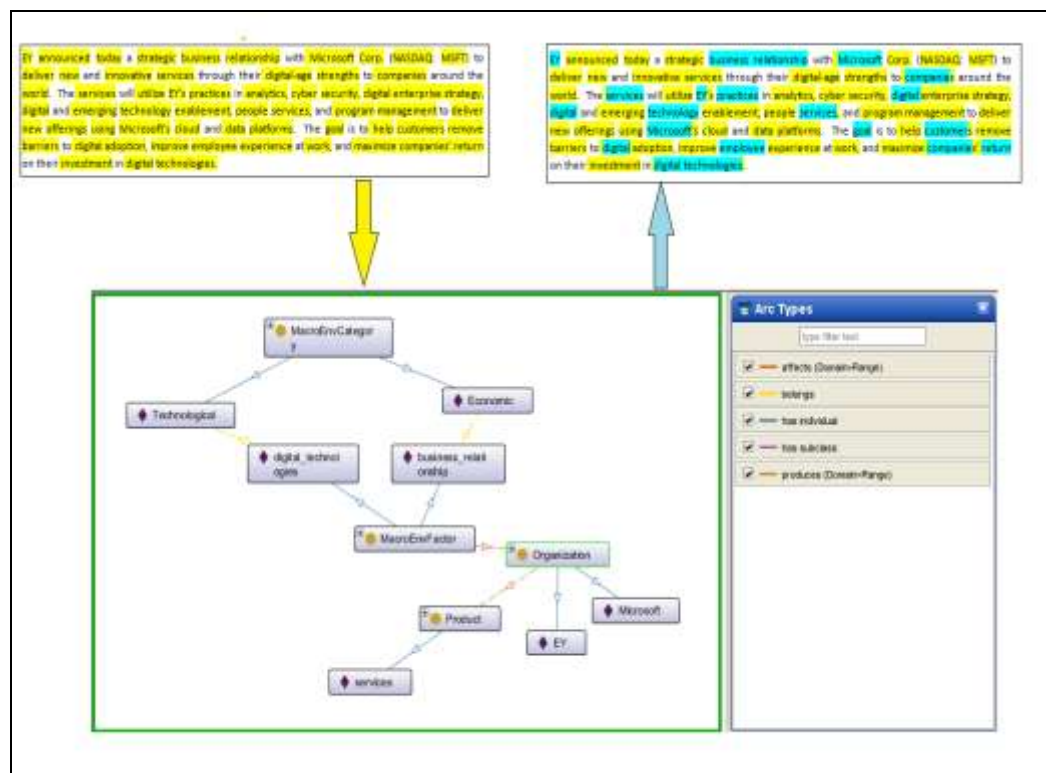 EY announced today a strategic business relationship with Microsoft Corp. (NASDAQ: MSFT) to
deliver new and innovative services through their digital-age strengths to companies around the
world. The services will utilize EY's practices in analytics, cyber security, digital enterprise strategy,
digital and emerging technology enablement, people services, and program management to deliver
new offerings using Microsoft's cloud and data platforms. The goal is to help customers remove
barriers to digital adoption, improve employee experience at work, and maximize companies' return
on their investment in digital technologies.
EY announced today a strategic business relationship with Microsoft Corp. (NASDAQ: MSFT) to
deliver new and innovative services through their digital-age strengths to companies around the
world. The services will utilize EY's practices in analytics, cyber security, digital enterprise strategy,
digital and emerging technology enablement, people services, and program management to deliver
new offerings using Microsoft's cloud and data platforms. The goal is to help customers remove
barriers to digital adoption, improve employee experience at work, and maximize companies' return
on their investment in digital technologies.
MacroEnvCategor
y
Technological
Economic
digital_technol
ogies
business_relati
onship
MacroEnvFactor
Organization
Product
Microsoft
EY
services
Arc Types
type filter text
affects (Domain>Range)
belongs
has individual
has subclass
produces (Domain>Range)